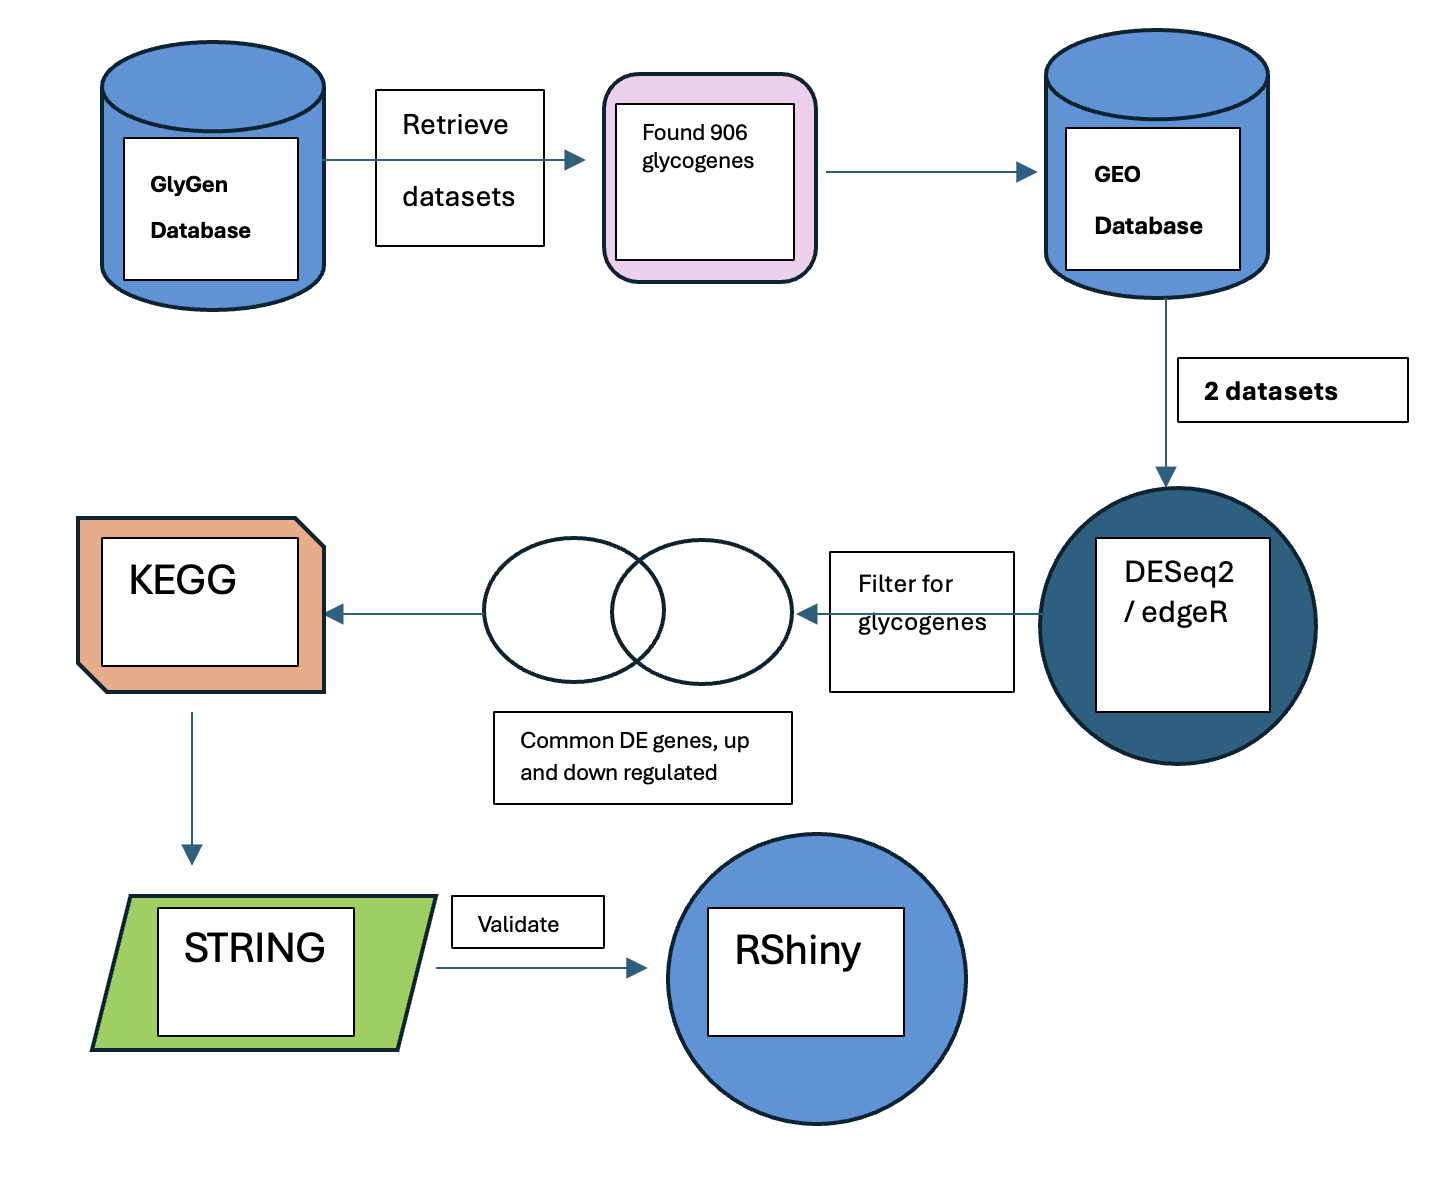 GlyGen
Database
Retrieve
datasets
Found 906
glycogenes
GEO
Database
2 datasets
DESeq2
/ edgeR
Filter for
glycogenes
Common DE genes, up
and down regulated
KEGG
STRING
Validate
RShiny